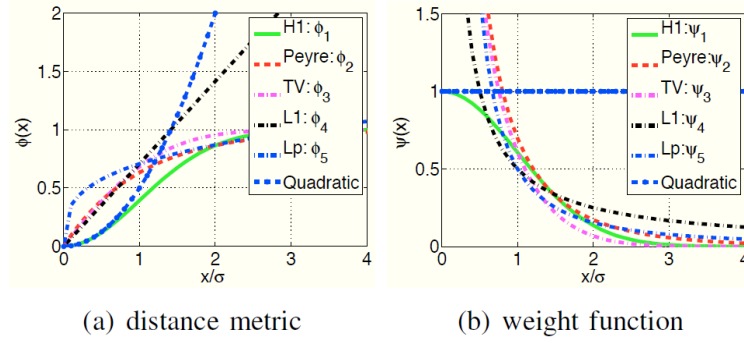 2
1.5
1
0.5
0
φ(x)
0 1 2 3 4
x/σ
H1: φ₁
Peyre: φ₂
TV: φ₃
L1: φ₄
Lp: φ₅
Quadratic
(a) distance metric
1.5
1
0.5
0
ψ(x)
0 1 2 3 4
x/σ
H1: ψ₁
Peyre:ψ₂
TV: ψ₃
L1:ψ₄
Lp: ψ₅
Quadratic
(b) weight function